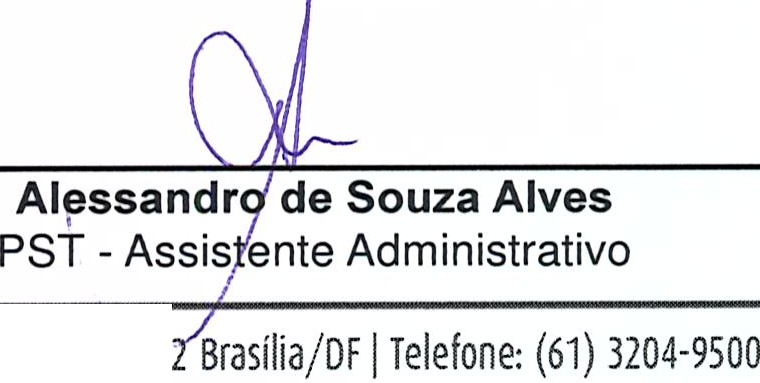 Alessandro de Souza Alves
PST - Assistente Administrativo
2 Brasília/DF | Telefone: (61) 3204-9500